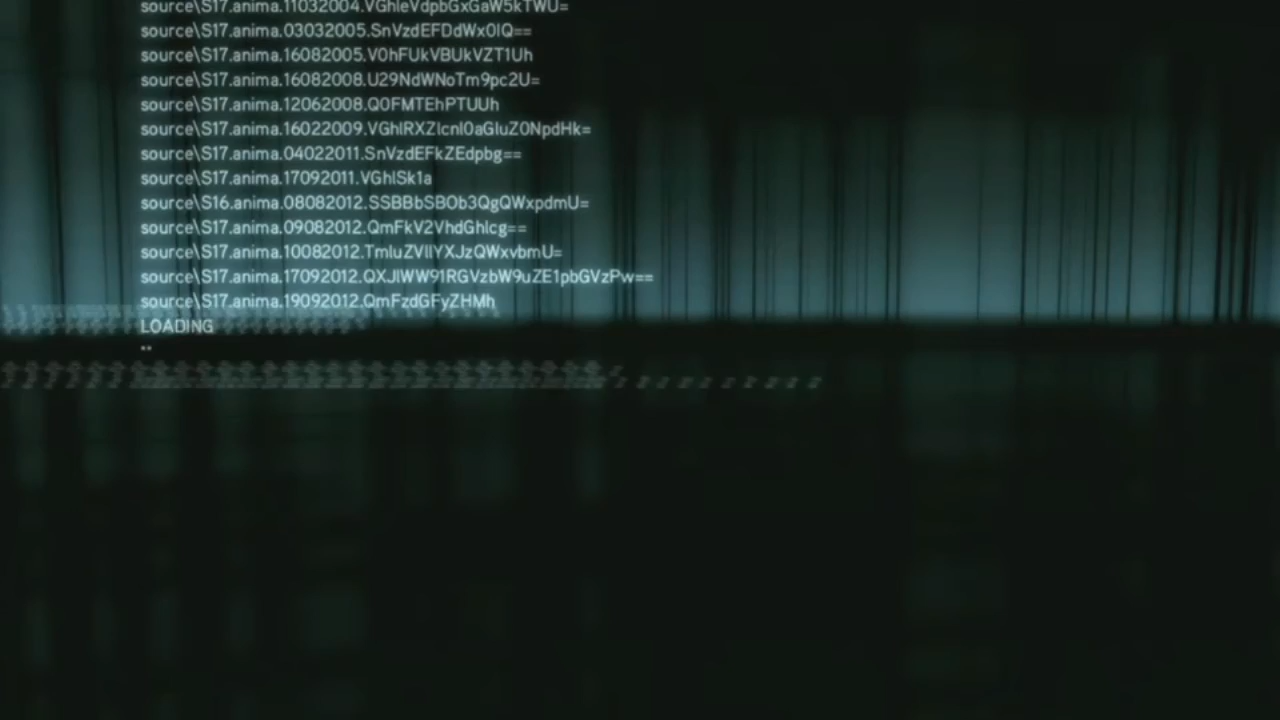 source\S17.anima.11032004.VGhleVdpbGxGaW5kTWU=
source\S17.anima.03032005.SnVzdEFDdWx0IQ==
source\S17.anima.16082005.V0hFUkVBUkVZT1Uh
source\S17.anima.16082008.U29NdWNoTm9pc2U=
source\S17.anima.12062008.Q0FMTEhPTUUh
source\S17.anima.16022009.VGhlRXZlcnl0aGluZ0NpdHk=
source\S17.anima.04022011.SnVzdEFkZEdpbg==
source\S17.anima.17092011.VGhlSk1a
source\S16.anima.08082012.SSBBbSBOb3QgQWxpdmU=
source\S17.anima.09082012.QmFkV2VhdGhlcg==
source\S17.anima.10082012.TmluZVllYXJzQWxvbmU=
source\S17.anima.17092012.QXJlWW91RGVzbW9uZE1pbGVzPw==
source\S17.anima.19092012.QmFzdGFyZHMh
LOADING